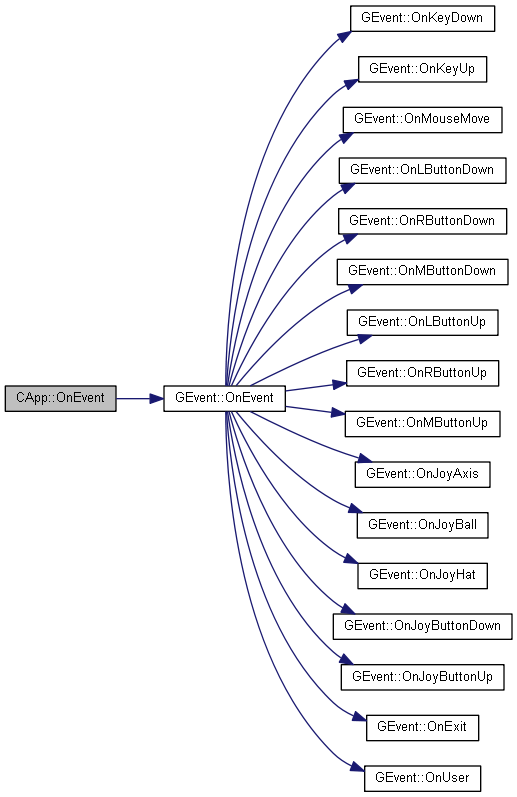 CApp::OnEvent
GEvent::OnEvent
GEvent::OnKeyDown
GEvent::OnKeyUp
GEvent::OnMouseMove
GEvent::OnLButtonDown
GEvent::OnRButtonDown
GEvent::OnMButtonDown
GEvent::OnLButtonUp
GEvent::OnRButtonUp
GEvent::OnMButtonUp
GEvent::OnJoyAxis
GEvent::OnJoyBall
GEvent::OnJoyHat
GEvent::OnJoyButtonDown
GEvent::OnJoyButtonUp
GEvent::OnExit
GEvent::OnUser